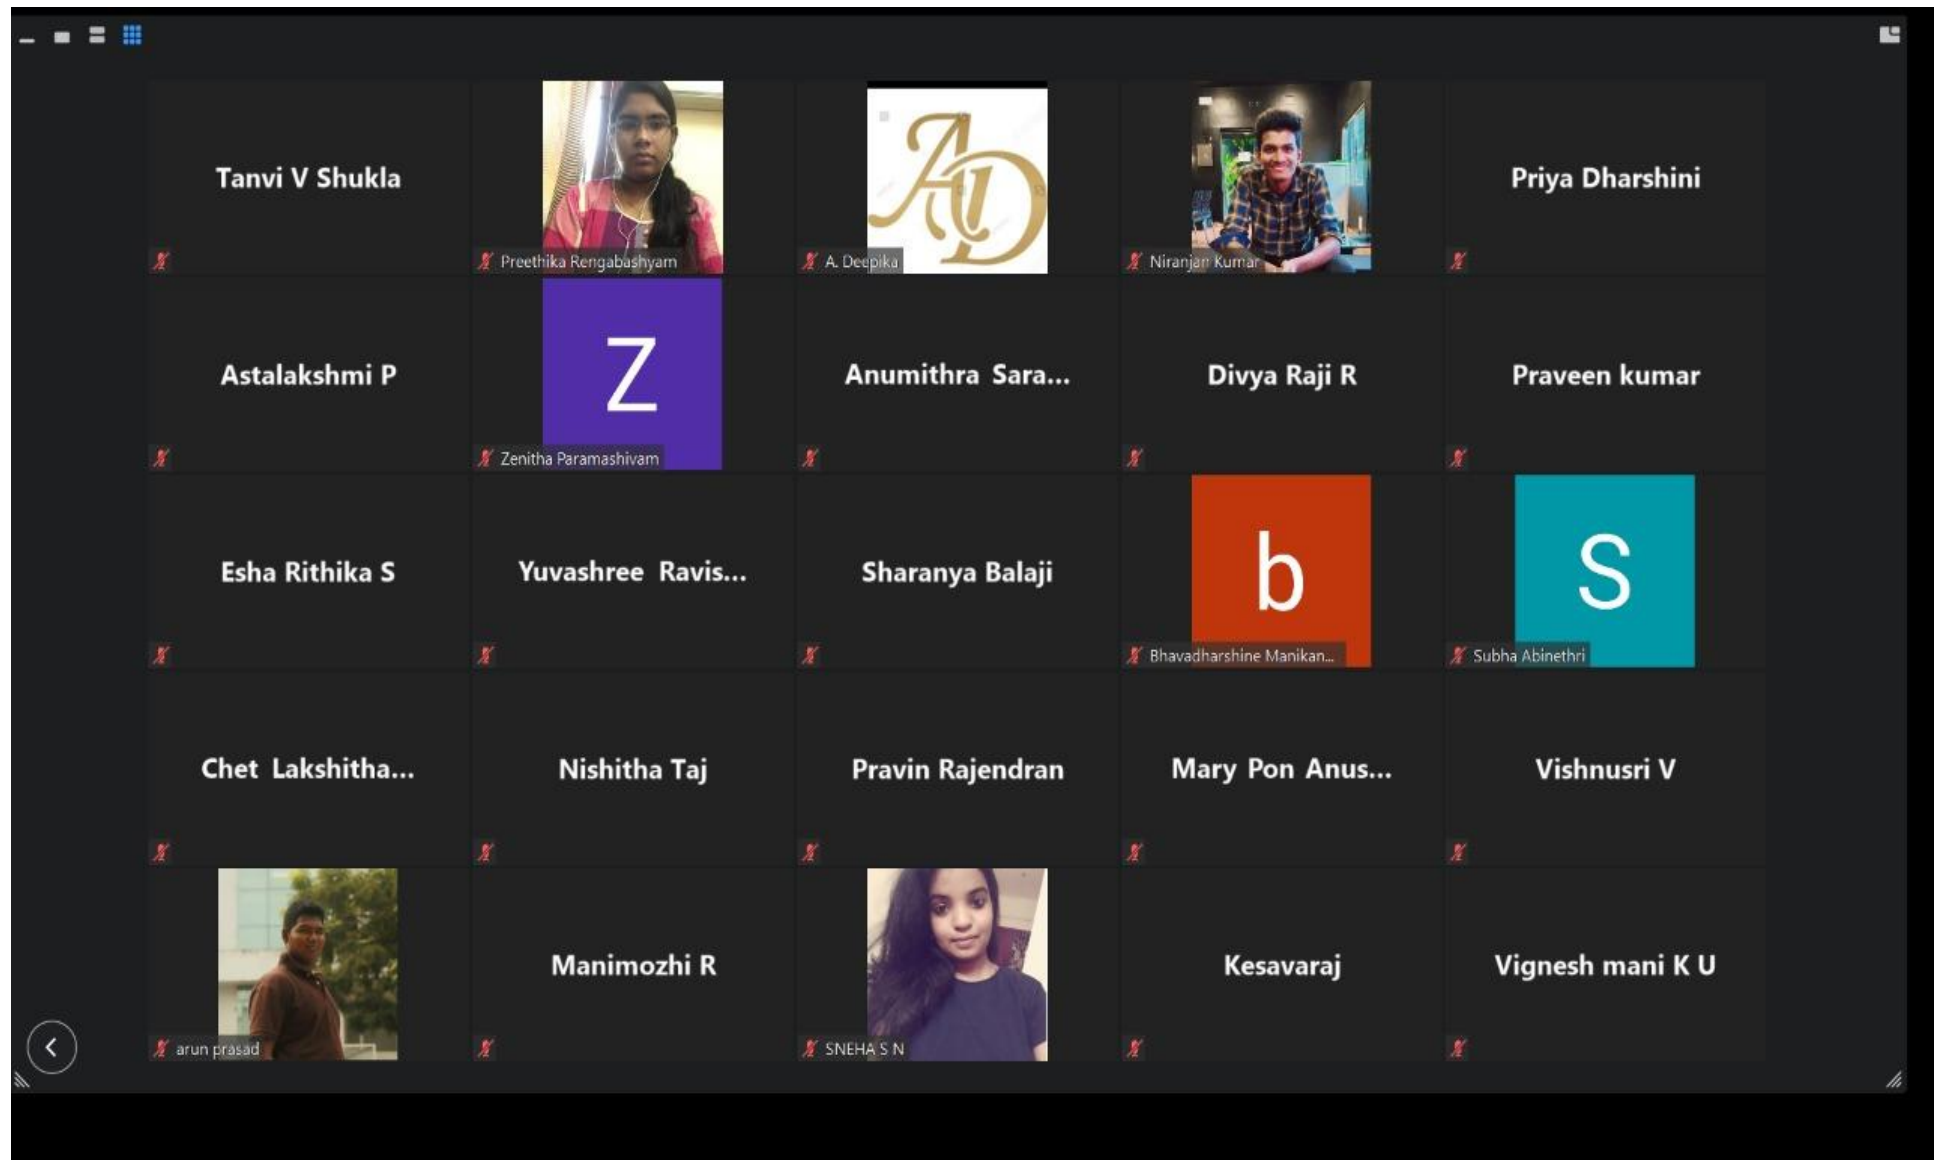 Tanvi V Shukla
Preethika Rengabashyam
AD
A. Deepika
Niranjan Kumar
Priya Dharshini
Astalakshmi P
Z
Zenitha Paramashivam
Anumithra Sara...
Divya Raji R
Praveen kumar
Esha Rithika S
Yuvashree Ravis...
Sharanya Balaji
b
Bhavadharshine Manikan...
S
Subha Abinethri
Chet Lakshitha...
Nishitha Taj
Pravin Rajendran
Mary Pon Anus...
Vishnusri V
arun prasad
Manimozhi R
SNEHA S N
Kesavaraj
Vignesh mani K U